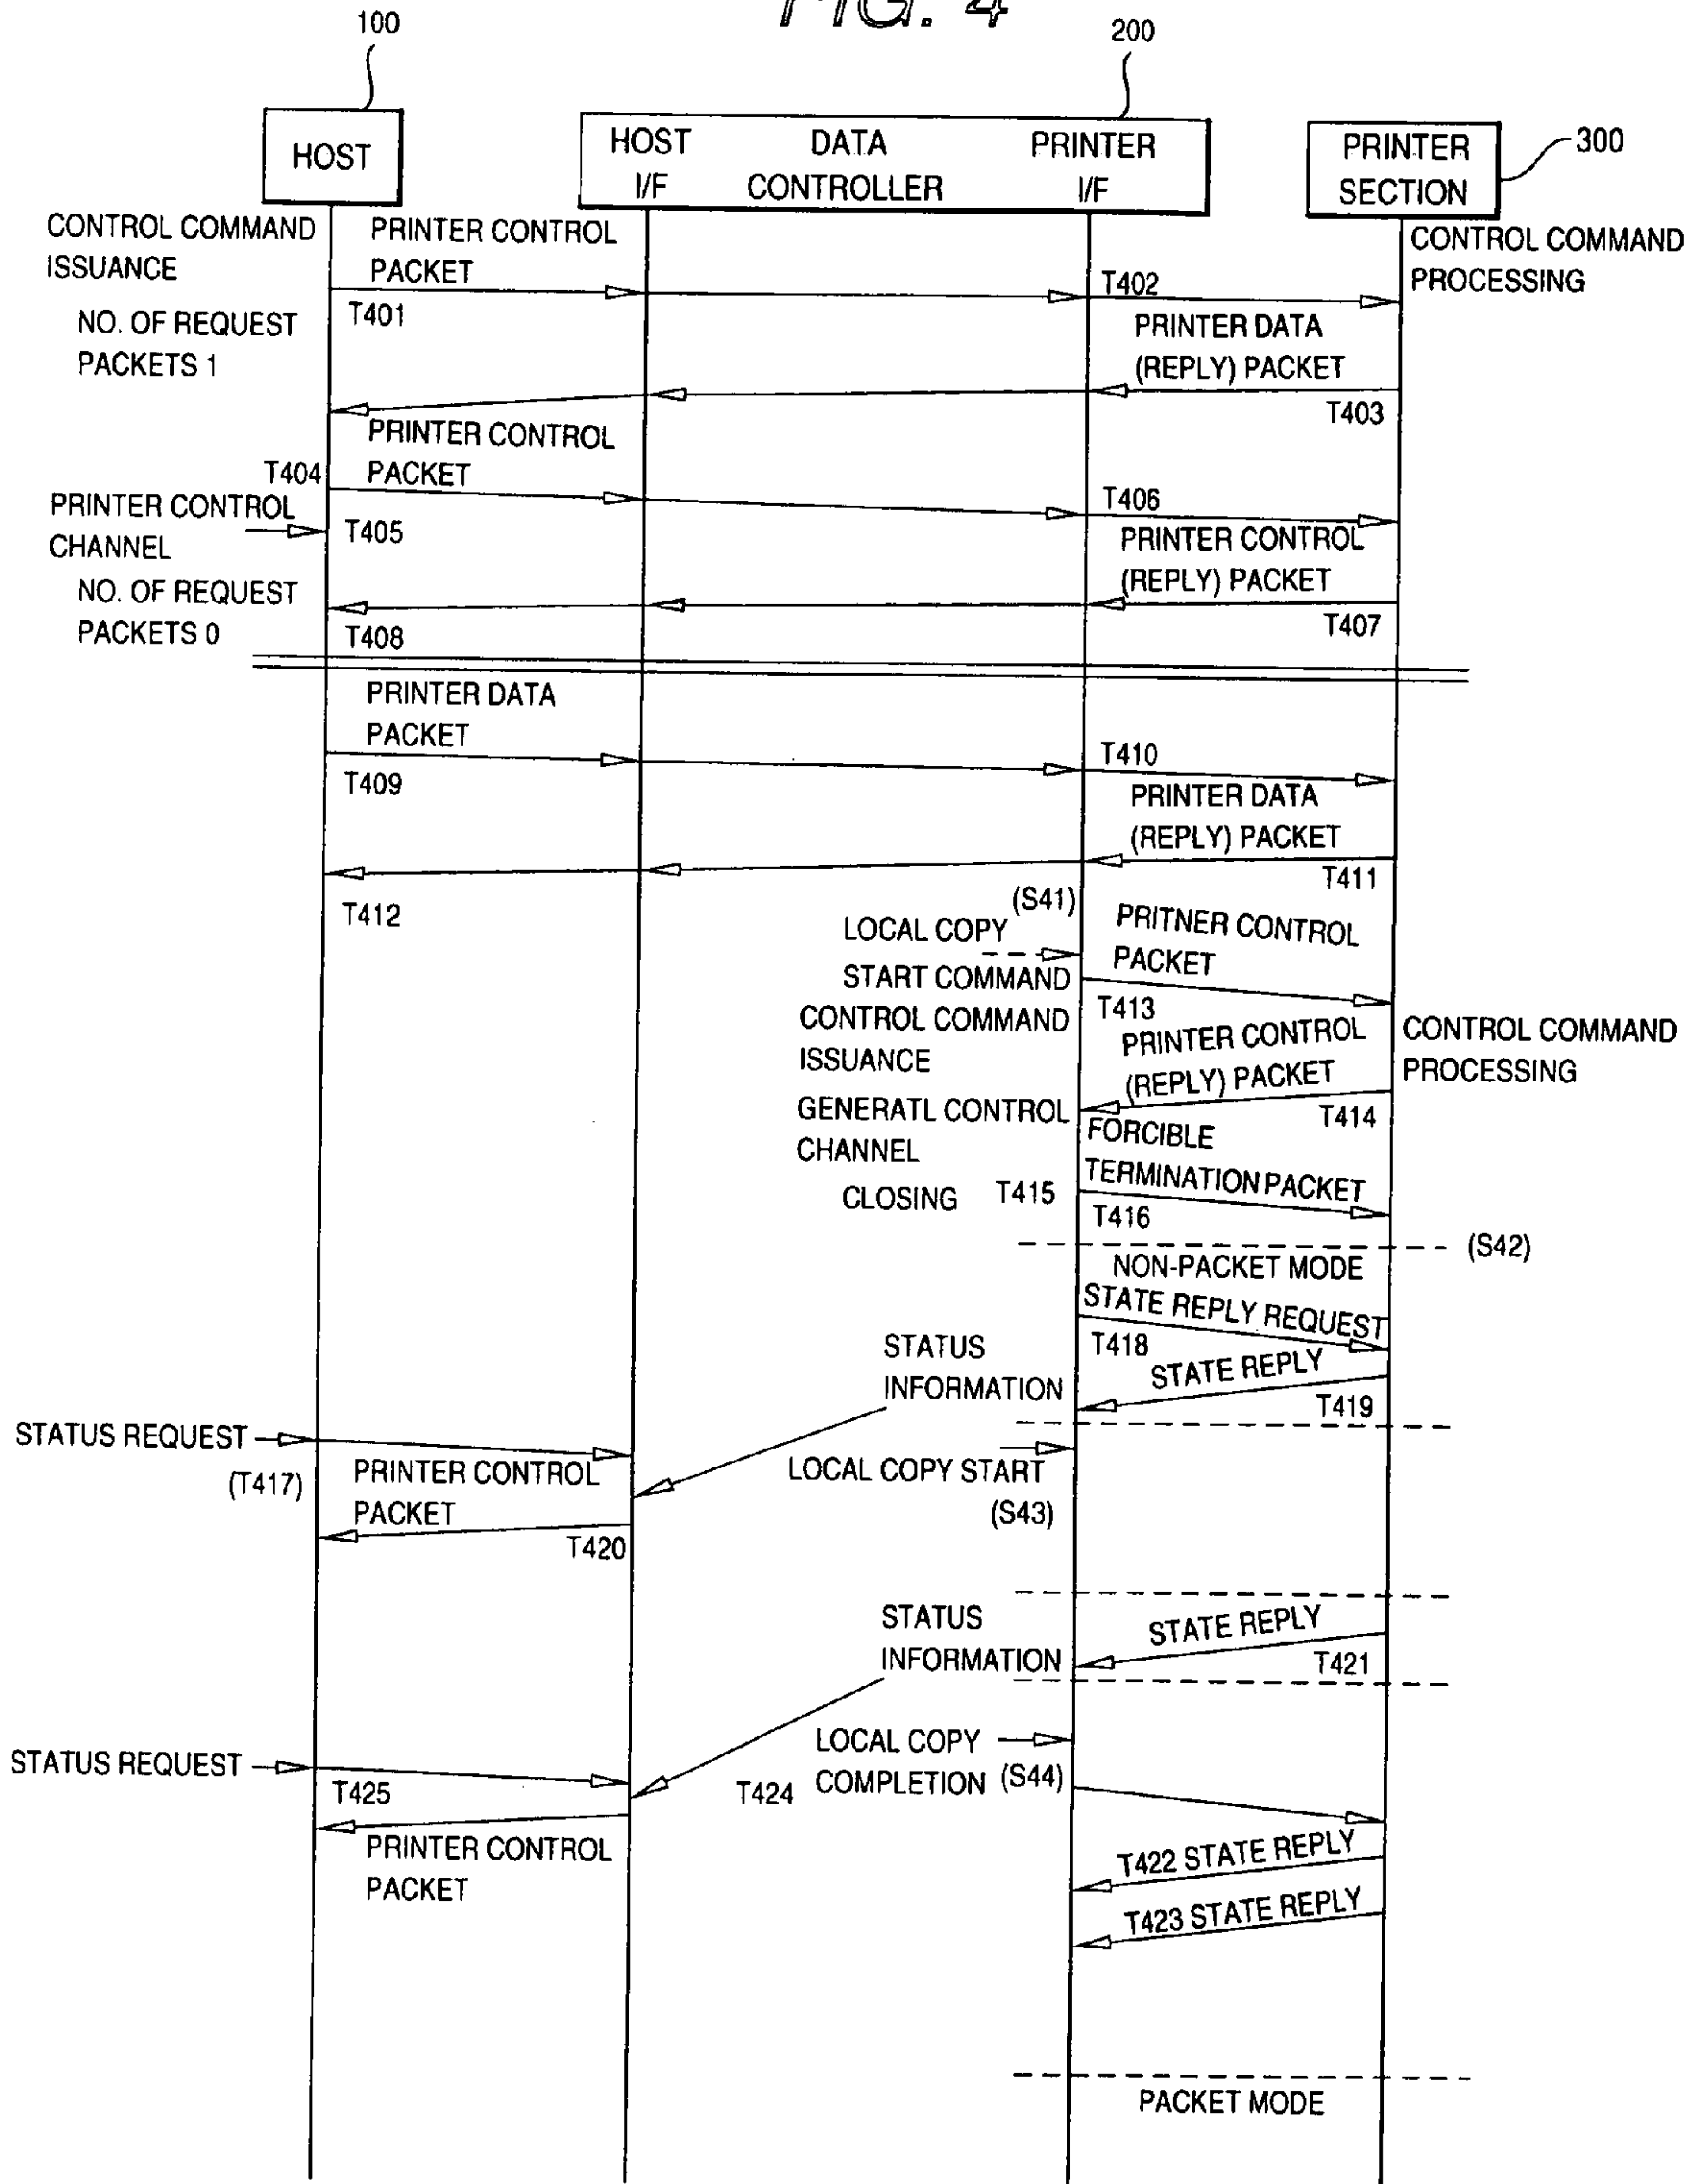 FIG. 4
100
200
HOST
HOST
I/F
DATA
CONTROLLER
PRINTER
I/F
PRINTER
SECTION
300
CONTROL COMMAND
ISSUANCE
PRINTER CONTROL
PACKET
CONTROL COMMAND
PROCESSING
T401
T402
NO. OF REQUEST
PACKETS 1
PRINTER DATA
(REPLY) PACKET
T403
PRINTER CONTROL
PACKET
T404
PRINTER CONTROL
CHANNEL
T405
T406
PRINTER CONTROL
(REPLY) PACKET
NO. OF REQUEST
PACKETS 0
T407
T408
PRINTER DATA
PACKET
T409
T410
PRINTER DATA
(REPLY) PACKET
T411
T412
(S41)
LOCAL COPY
START COMMAND
PRITNER CONTROL
PACKET
T413
CONTROL COMMAND
ISSUANCE
PRINTER CONTROL
(REPLY) PACKET
CONTROL COMMAND
PROCESSING
T414
GENERATL CONTROL
CHANNEL
CLOSING
T415
FORCIBLE
TERMINATION PACKET
T416
(S42)
NON-PACKET MODE
STATE REPLY REQUEST
T418
STATE REPLY
T419
STATUS
INFORMATION
STATUS REQUEST
(T417)
PRINTER CONTROL
PACKET
T420
LOCAL COPY START
(S43)
STATUS
INFORMATION
STATE REPLY
T421
LOCAL COPY
COMPLETION (S44)
STATUS REQUEST
T425
T424
PRINTER CONTROL
PACKET
T422 STATE REPLY
T423 STATE REPLY
PACKET MODE